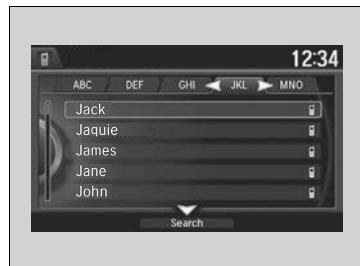 12:34
ABC DEF GHI JKL MNO
Jack
Jaquie
James
Jane
John
Search